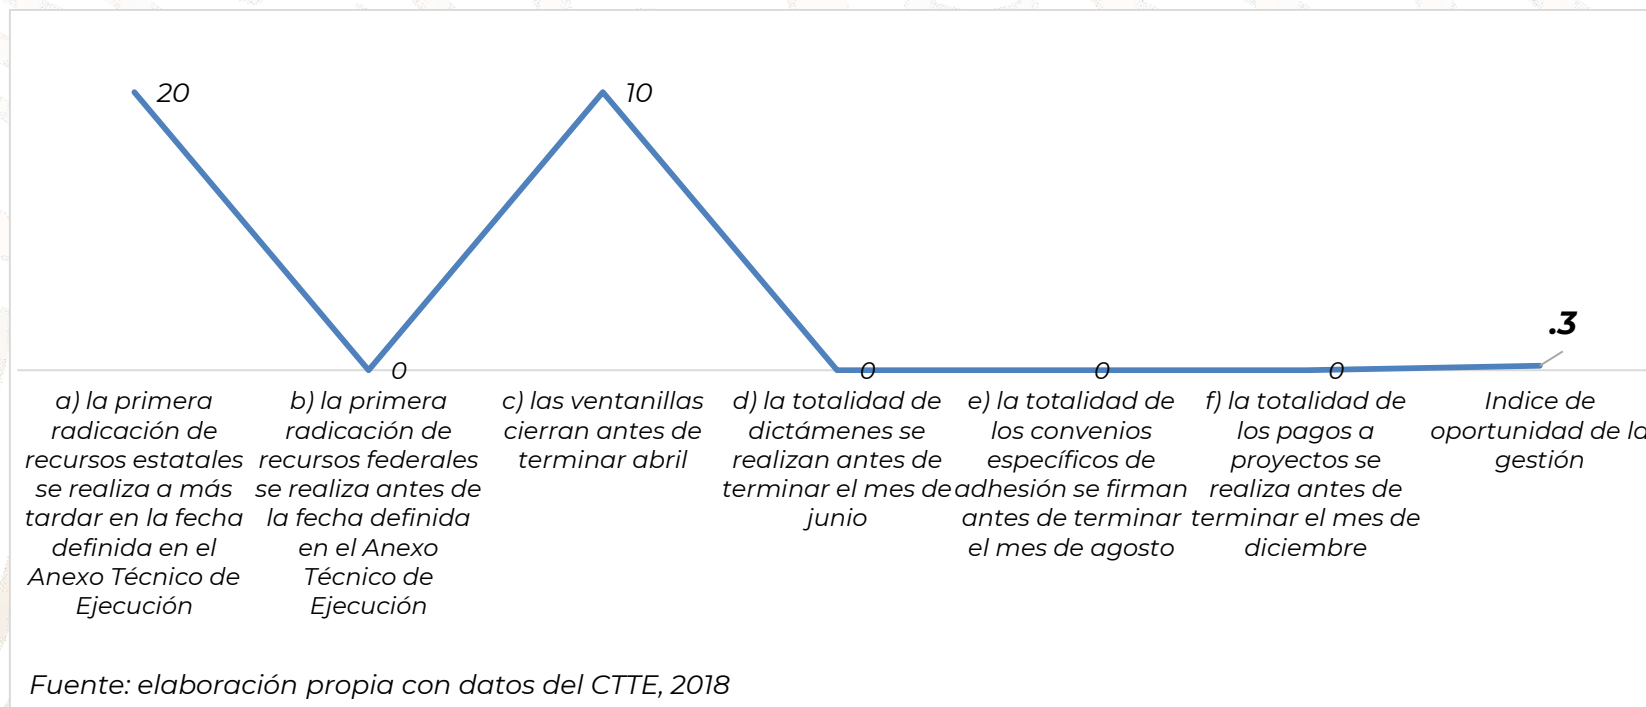 20
10
.3
0
0
0
0
a) la primera
radicación de
recursos estatales
se realiza a más
tardar en la fecha
definida en el
Anexo Técnico de
Ejecución
b) la primera
radicación de
recursos federales
se realiza antes de
la fecha definida
en el Anexo
Técnico de
Ejecución
c) las ventanillas
cierran antes de
terminar abril
d) la totalidad de
dictámenes se
realizan antes de
terminar el mes de
junio
e) la totalidad de
los convenios
específicos de
adhesión se firman
antes de terminar
el mes de agosto
f) la totalidad de
los pagos a
proyectos se
realiza antes de
terminar el mes de
diciembre
Indice de
oportunidad de la
gestión
Fuente: elaboración propia con datos del CTTE, 2018